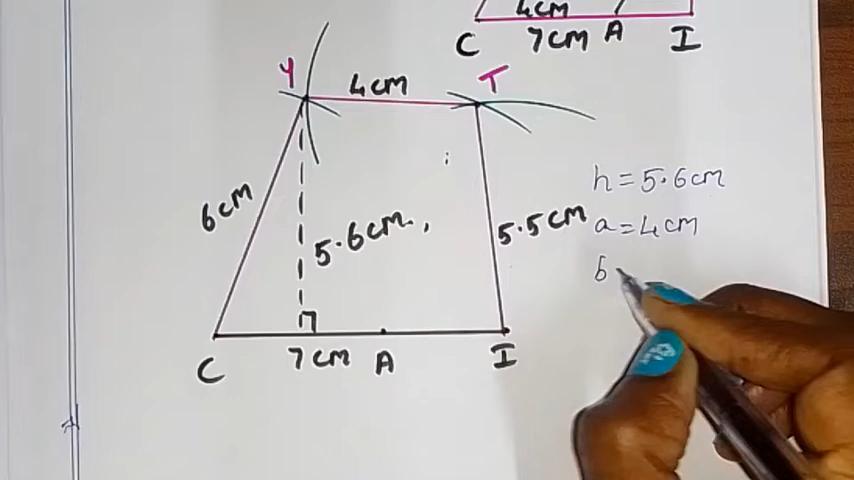 4cm
C 7cm A I
Y 4cm T
6cm
5.6cm.,
5.5cm
h = 5.6cm
a = 4cm
b
C 7cm A I